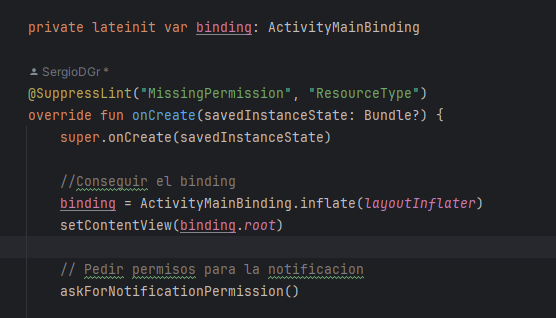 private lateinit var binding: ActivityMainBinding
SergioDGr *
@SuppressLint("MissingPermission", "ResourceType")
override fun onCreate(savedInstanceState: Bundle?) {
super.onCreate(savedInstanceState)
//Conseguir el binding
binding = ActivityMainBinding.inflate(layoutInflater)
setContentView(binding.root)
// Pedir permisos para la notificacion
askForNotificationPermission()